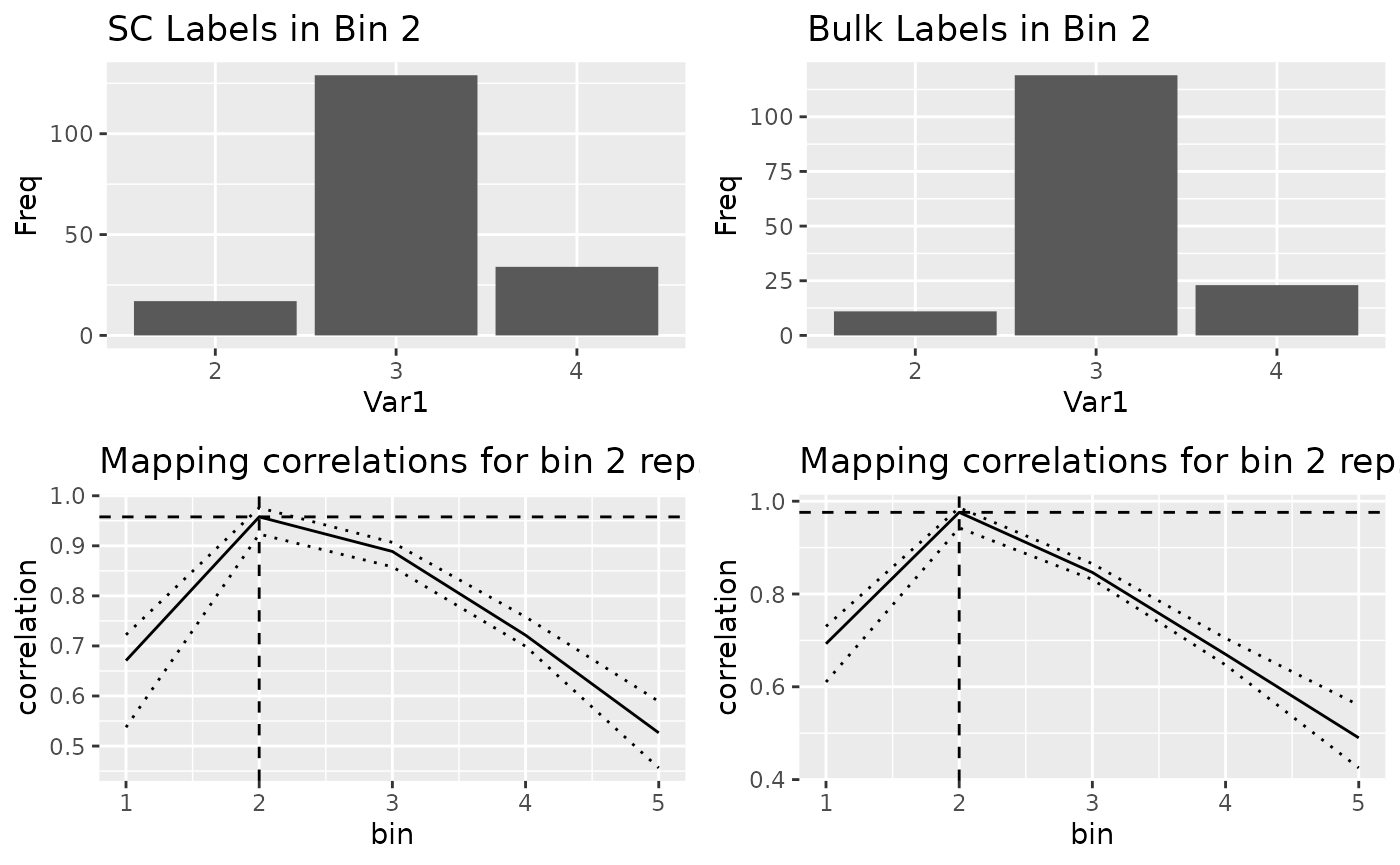 SC Labels in Bin 2
Freq
100
50
0
2 3 4
Var1
Bulk Labels in Bin 2
Freq
100
75
50
25
0
2 3 4
Var1
Mapping correlations for bin 2 rep.
correlation
1.0
0.9
0.8
0.7
0.6
0.5
1 2 3 4 5
bin
Mapping correlations for bin 2 rep.
correlation
1.0
0.8
0.6
0.4
1 2 3 4 5
bin